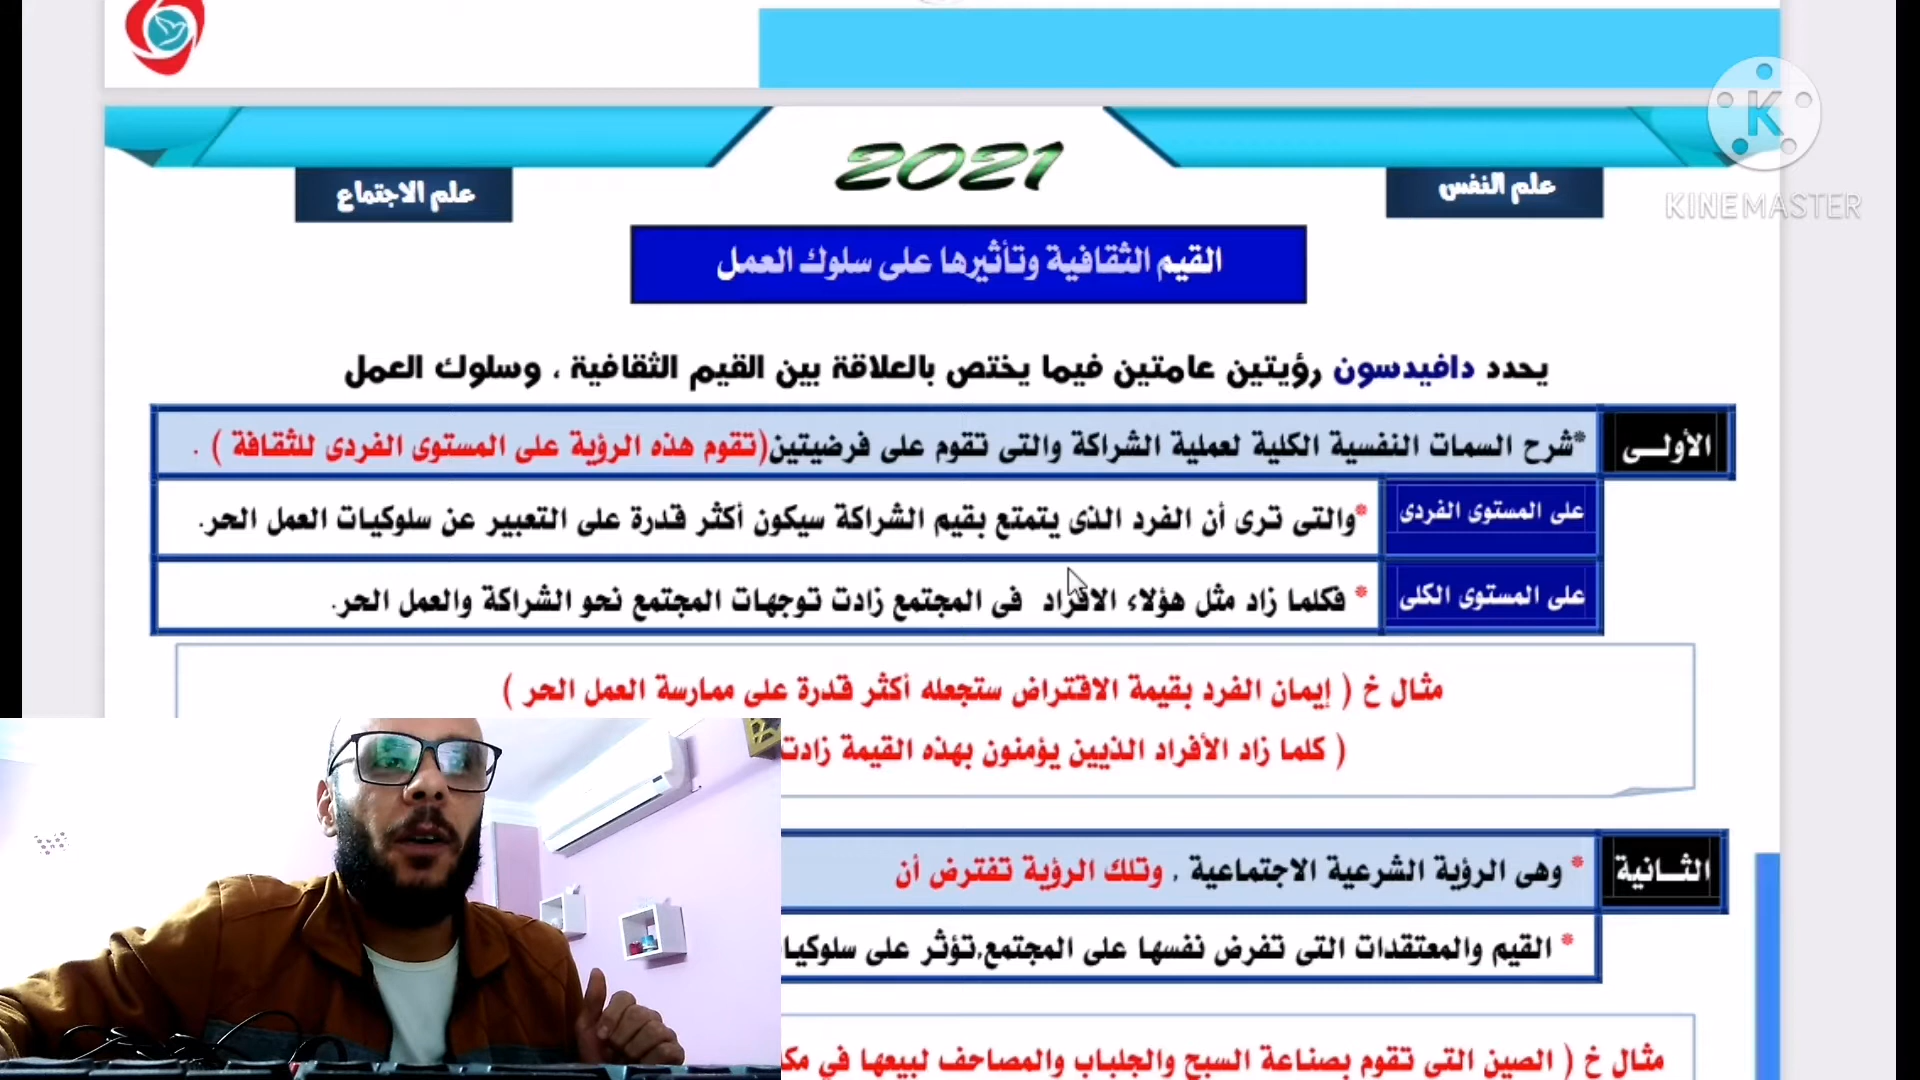 2021
علم النفس
علم الاجتماع
KINEMASTER
القيم الثقافية وتأثيرها على سلوك العمل
يحدد دافيدسون رؤيتين عامتين فيما يختص بالعلاقة بين القيم الثقافية ، وسلوك العمل
الأولـى
*شرح السمات النفسية الكلية لعملية الشراكة والتى تقوم على فرضيتين(تقوم هذه الرؤية على المستوى الفردى للثقافة ) .
على المستوى الفردى
*والتى ترى أن الفرد الذى يتمتع بقيم الشراكة سيكون أكثر قدرة على التعبير عن سلوكيات العمل الحر.
على المستوى الكلى
* فكلما زاد مثل هؤلاء الافراد فى المجتمع زادت توجهات المجتمع نحو الشراكة والعمل الحر.
مثال خ ( إيمان الفرد بقيمة الاقتراض ستجعله أكثر قدرة على ممارسة العمل الحر )
( كلما زاد الأفراد الذيين يؤمنون بهذه القيمة زادت
الثـانية
* وهى الرؤية الشرعية الاجتماعية . وتلك الرؤية تفترض أن
* القيم والمعتقدات التى تفرض نفسها على المجتمع,تؤثر على
مثال خ ( الصين التى تقوم بصناعة السبح والجلباب والمصاحف لبيعها في